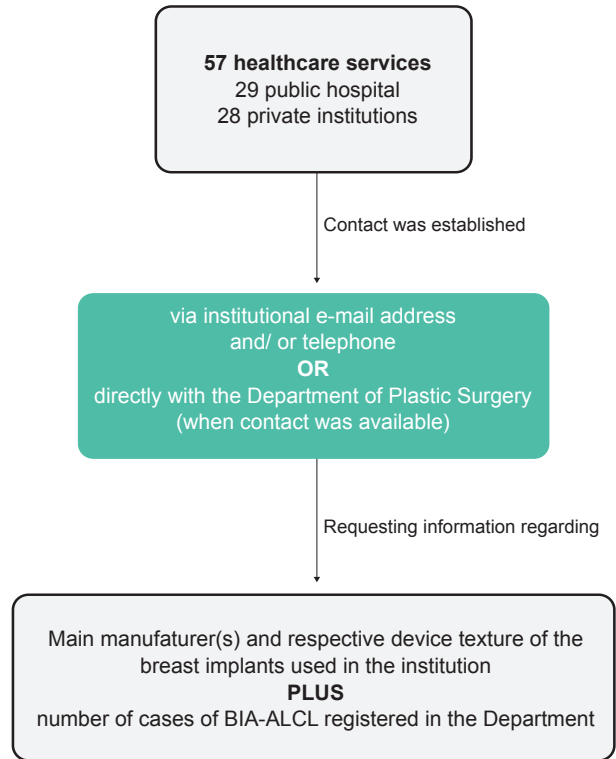 57 healthcare services
29 public hospital
28 private institutions
Contact was established
via institutional e-mail address
and/ or telephone
OR
directly with the Department of Plastic Surgery
(when contact was available)
Requesting information regarding
Main manufaturer(s) and respective device texture of the
breast implants used in the institution
PLUS
number of cases of BIA-ALCL registered in the Department